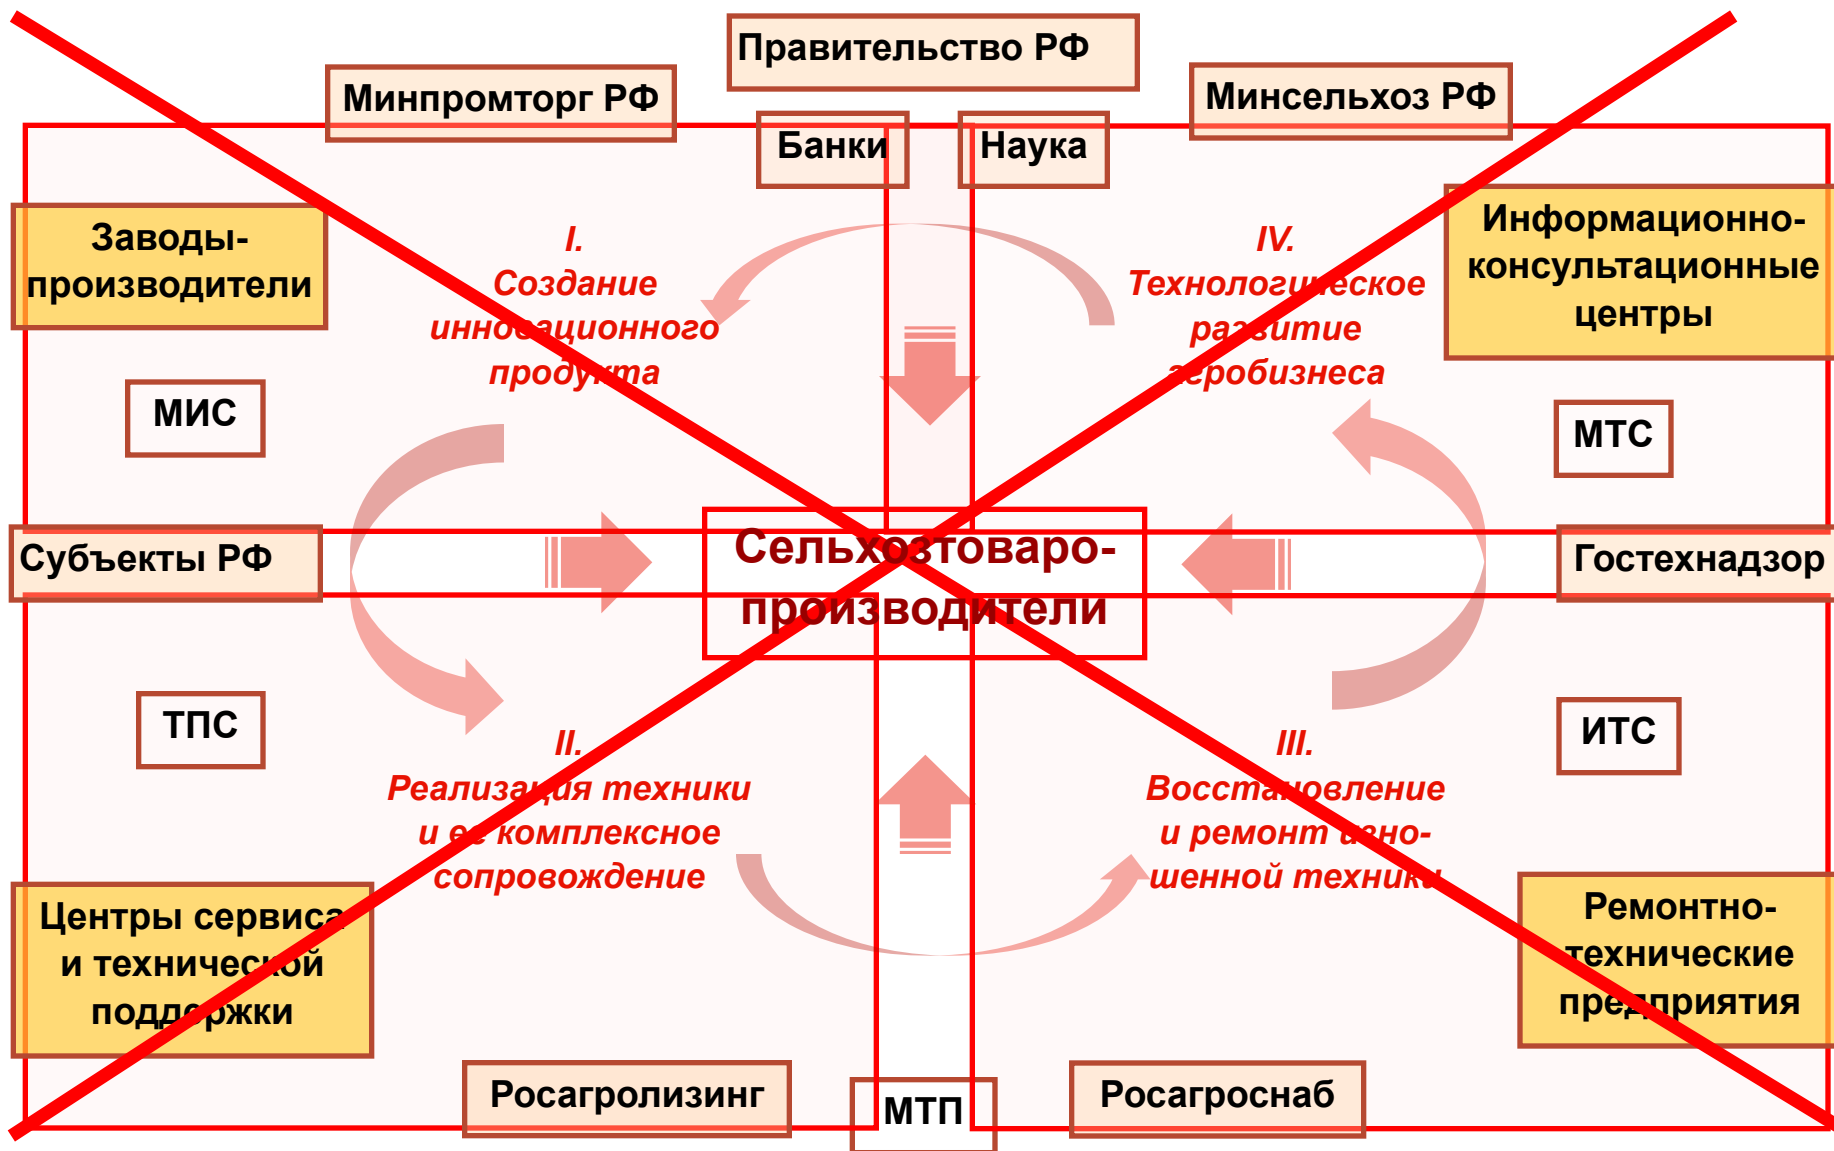 Правительство РФ
Минпромторг РФ
Минсельхоз РФ
Банки
Наука
Заводы-
производители
I.
Создание
инновационного
продукта
IV.
Технологическое
развитие
агробизнеса
Информационно-
консультационные
центры
МИС
МТС
Субъекты РФ
Сельхозтоваро-
производители
Гостехнадзор
ТПС
ИТС
II.
Реализация техники
и ее комплексное
сопровождение
III.
Восстановление
и ремонт изно-
шенной техники
Центры сервиса
и технической
поддержки
Ремонтно-
технические
предприятия
Росагролизинг
МТП
Росагроснаб